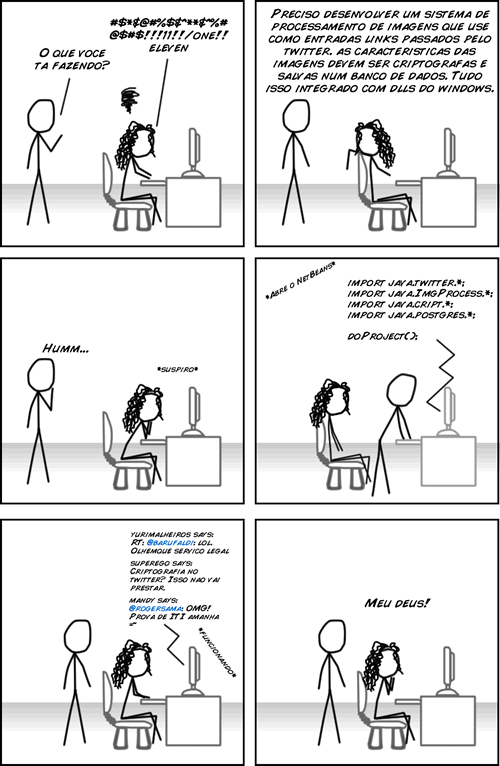 O que voce
ta fazendo?
#$*¢@#%$¢^**¢^%#
@$#$!!!11!!/one!!
eleven
Preciso desenvolver um sistema de
processamento de imagens que use
como entradas links passados pelo
twitter. as caracteristicas das
imagens devem ser criptografas e
salvas num banco de dados. Tudo
isso integrado com dlls do windows.
Humm...
*suspiro*
*Abre o NetBeans*
import java.twitter.*;
import java.ImgProcess.*;
import java.cript.*;
import java.postgres.*;
doProject();
yurimalheiros says:
RT: @barufaldi: lol.
Olhemque servico legal
superego says:
Criptografia no
twitter? Isso nao vai
prestar.
mandy says:
@rogersama: OMG!
Prova de ITI amanha
=~
*funcionando*
Meu deus!